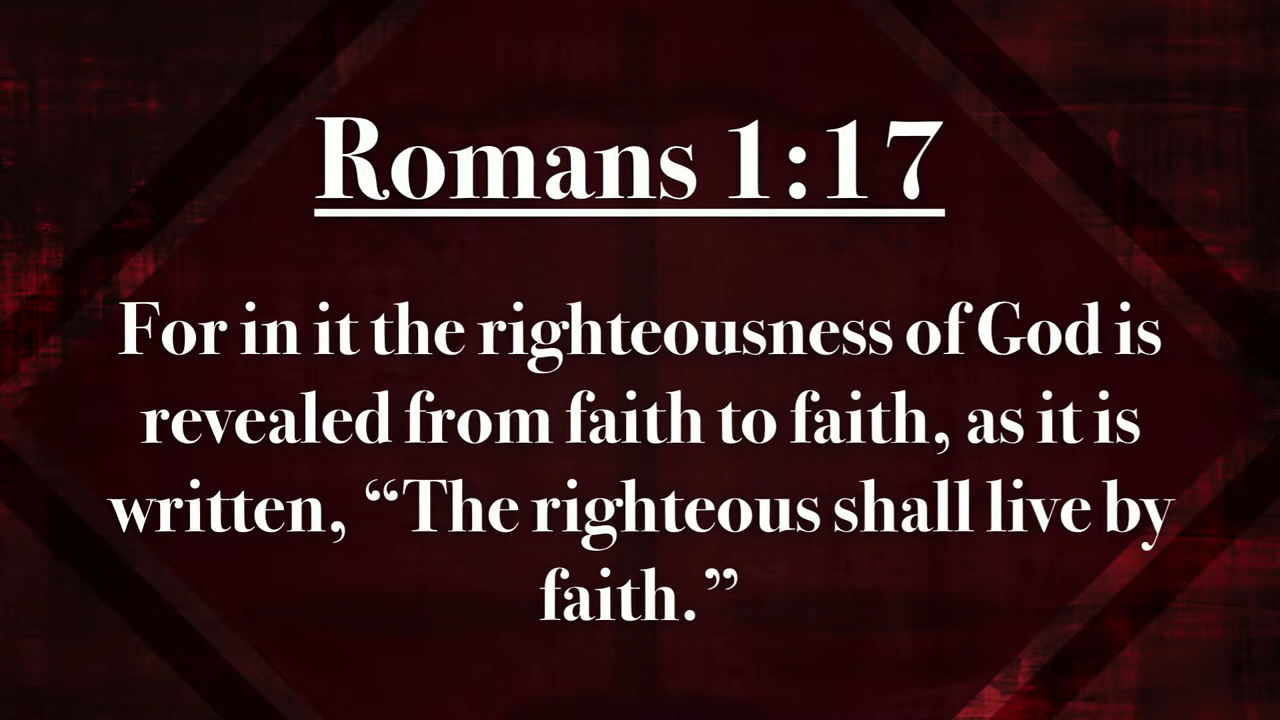 Romans 1:17
For in it the righteousness of God is
revealed from faith to faith, as it is
written, “The righteous shall live by
faith.”